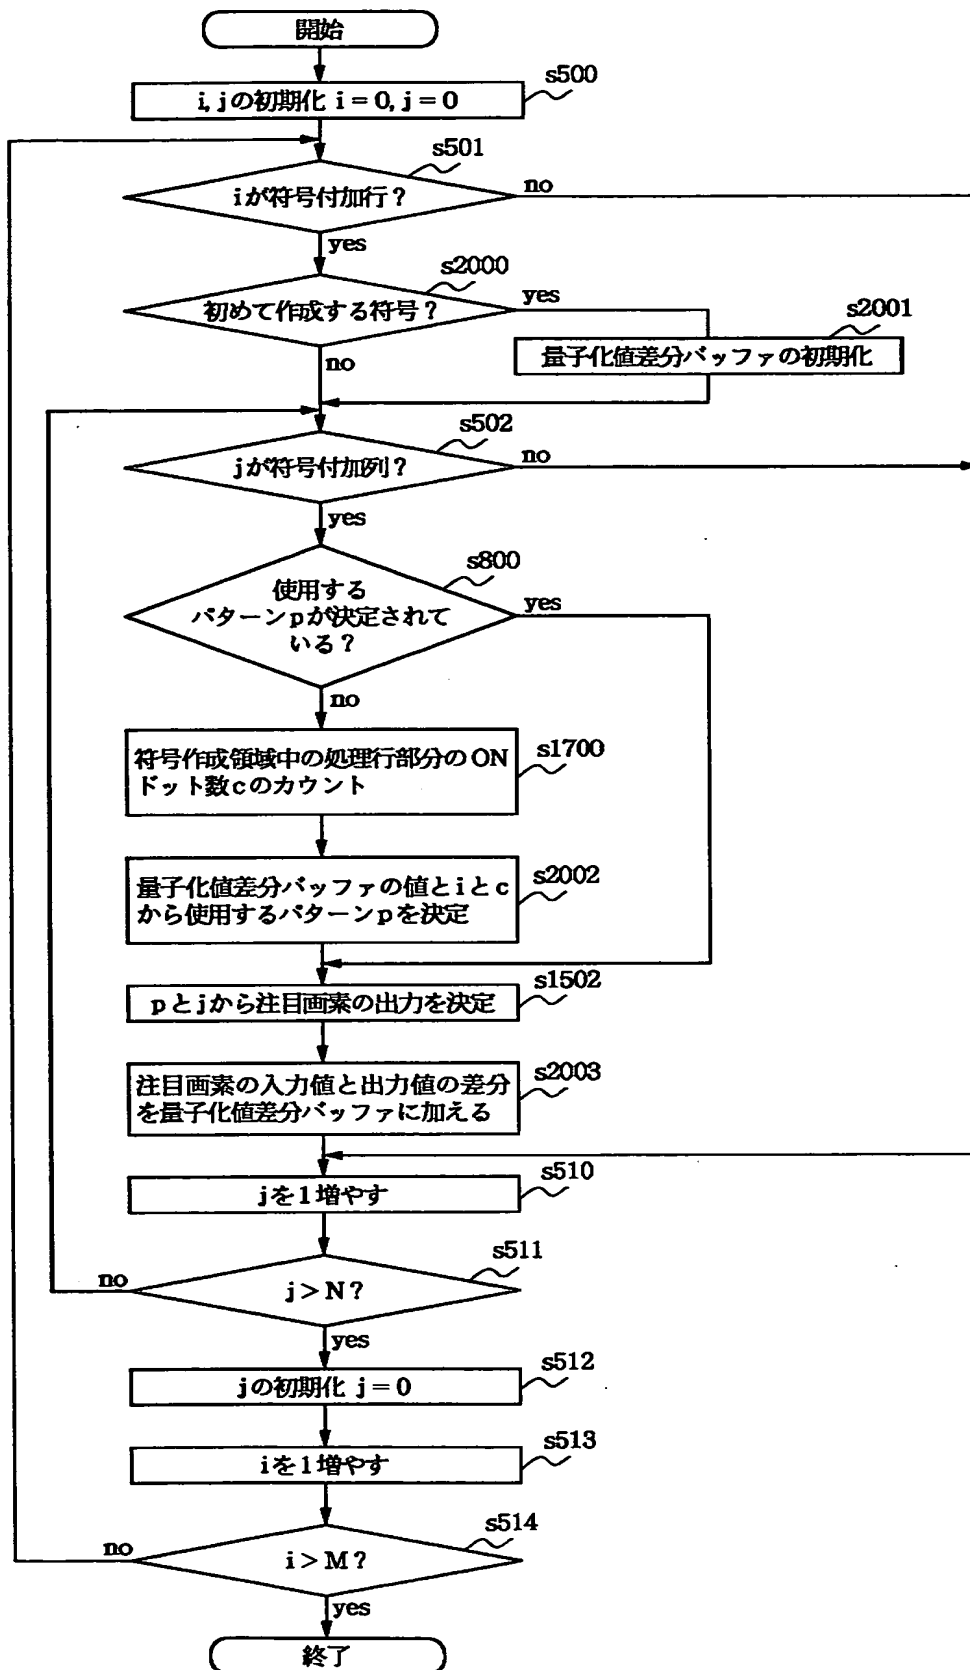 開始
s500
i, jの初期化 i=0, j=0
s501
iが符号付加行?
no
yes
s2000
初めて作成する符号?
yes
s2001
量子化値差分バッファの初期化
no
s502
jが符号付加列?
no
yes
s800
使用する
パターンpが決定されて
いる?
yes
no
s1700
符号作成領域中の処理行部分のON
ドット数cのカウント
s2002
量子化値差分バッファの値とiとc
から使用するパターンpを決定
s1502
pとjから注目画素の出力を決定
s2003
注目画素の入力値と出力値の差分
を量子化値差分バッファに加える
s510
jを1増やす
s511
no
j>N?
yes
s512
jの初期化 j=0
s513
iを1増やす
s514
no
i>M?
yes
終了